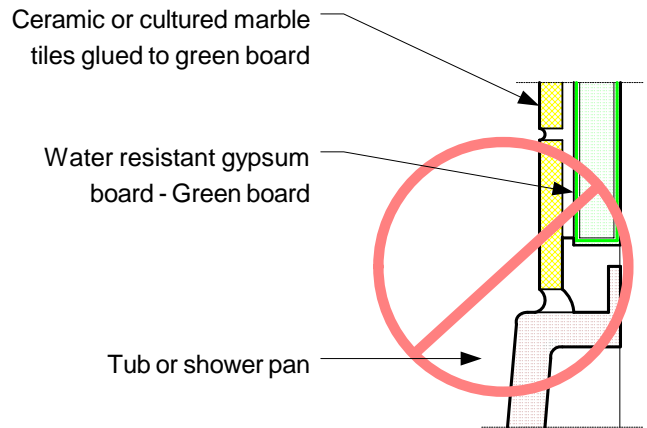 Ceramic or cultured marble
tiles glued to green board
Water resistant gypsum
board - Green board
Tub or shower pan